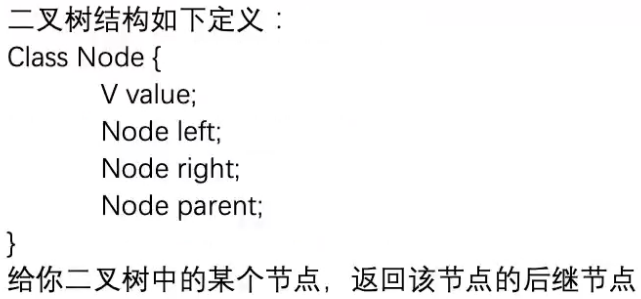 二叉树结构如下定义：
Class Node {
V value;
Node left;
Node right;
Node parent;
}
给你二叉树中的某个节点，返回该节点的后继节点